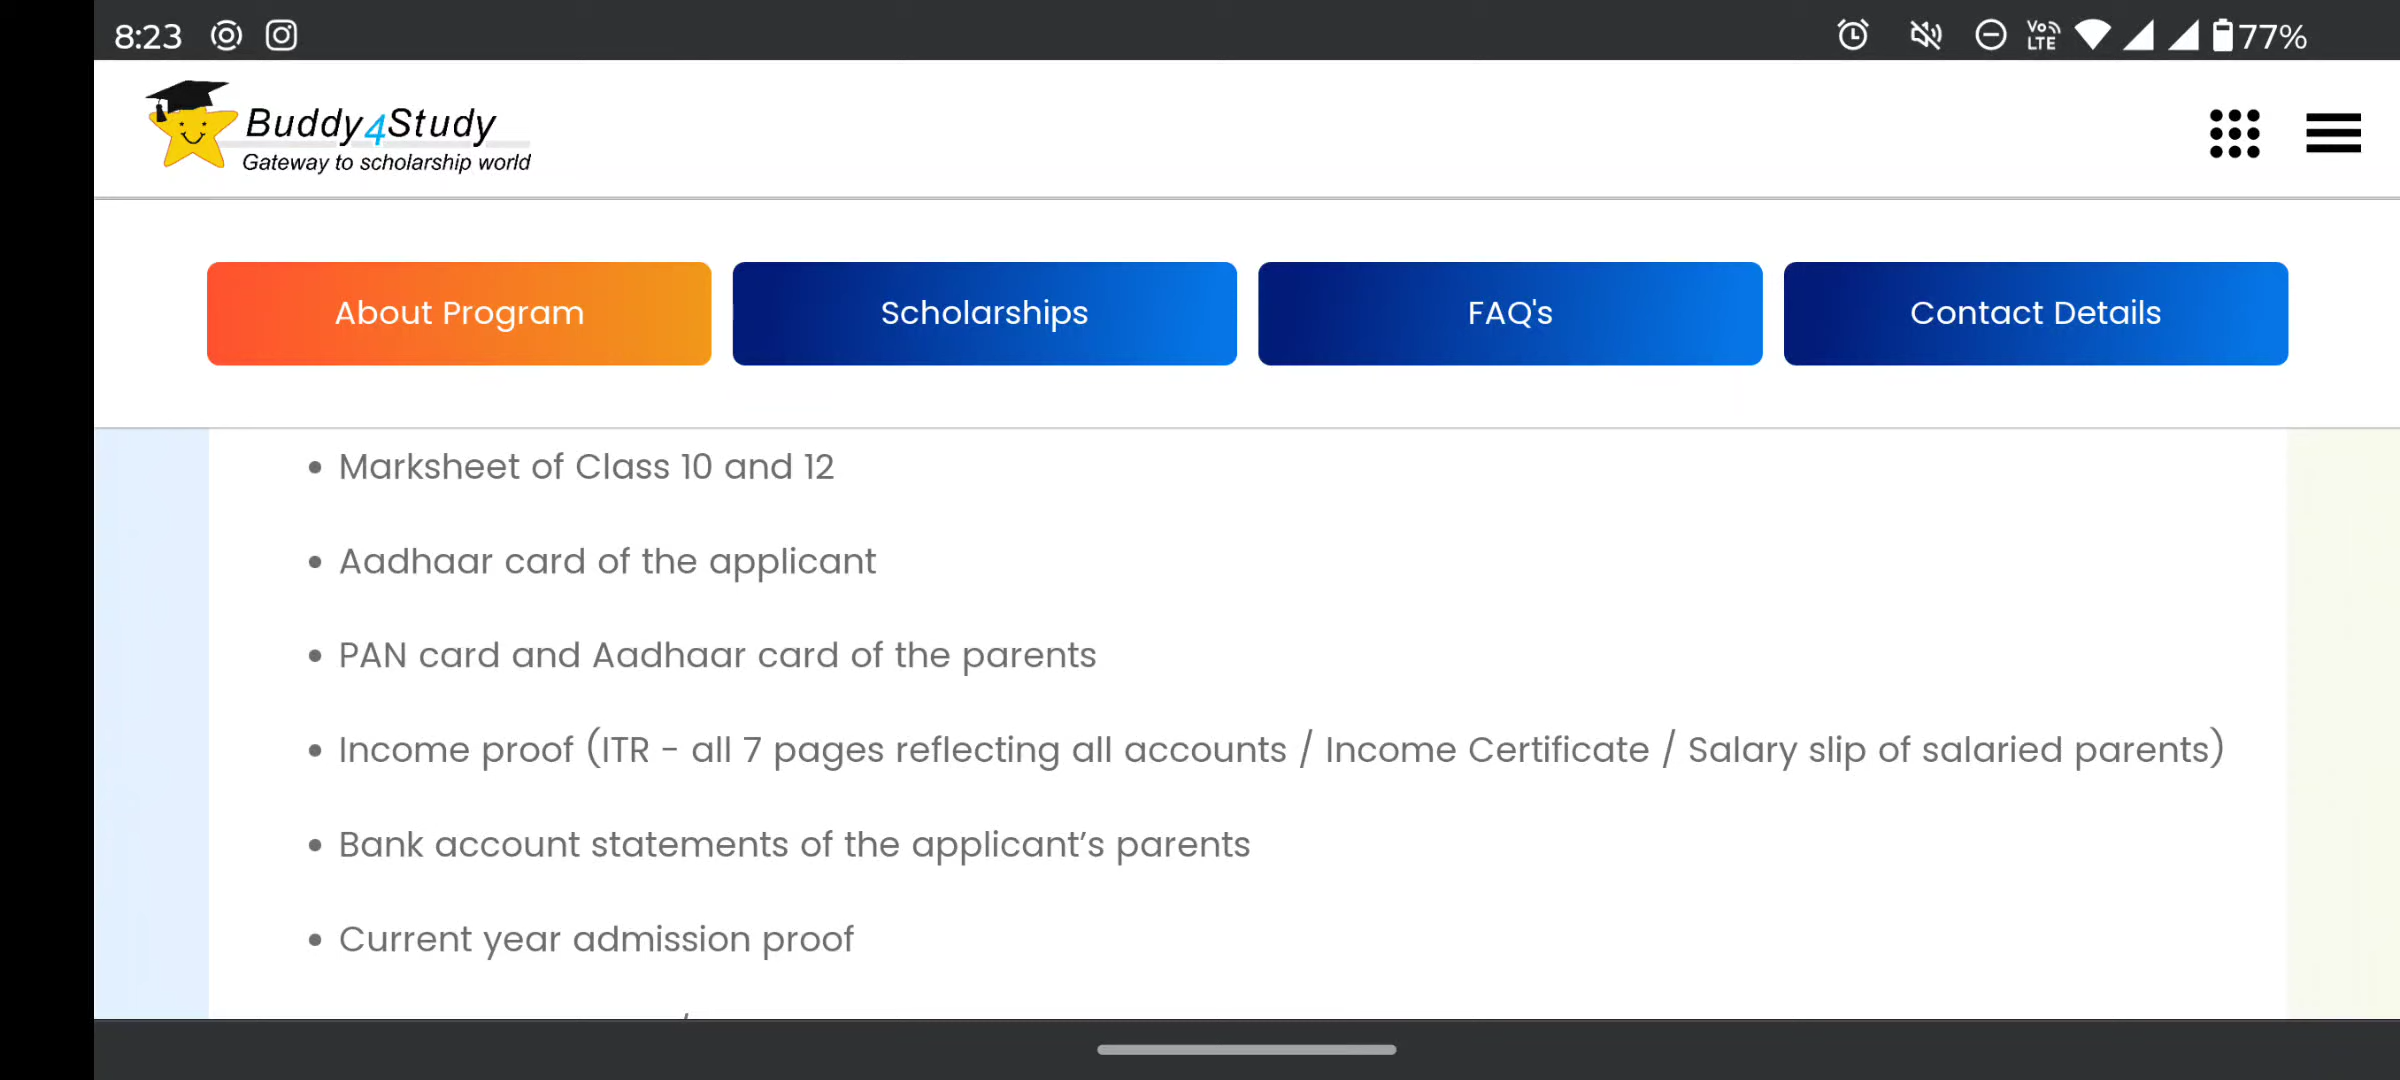 8:23 Vo LTE 77%
Buddy4Study
Gateway to scholarship world
About Program Scholarships FAQ's Contact Details
• Marksheet of Class 10 and 12
• Aadhaar card of the applicant
• PAN card and Aadhaar card of the parents
• Income proof (ITR - all 7 pages reflecting all accounts / Income Certificate / Salary slip of salaried parents)
• Bank account statements of the applicant’s parents
• Current year admission proof